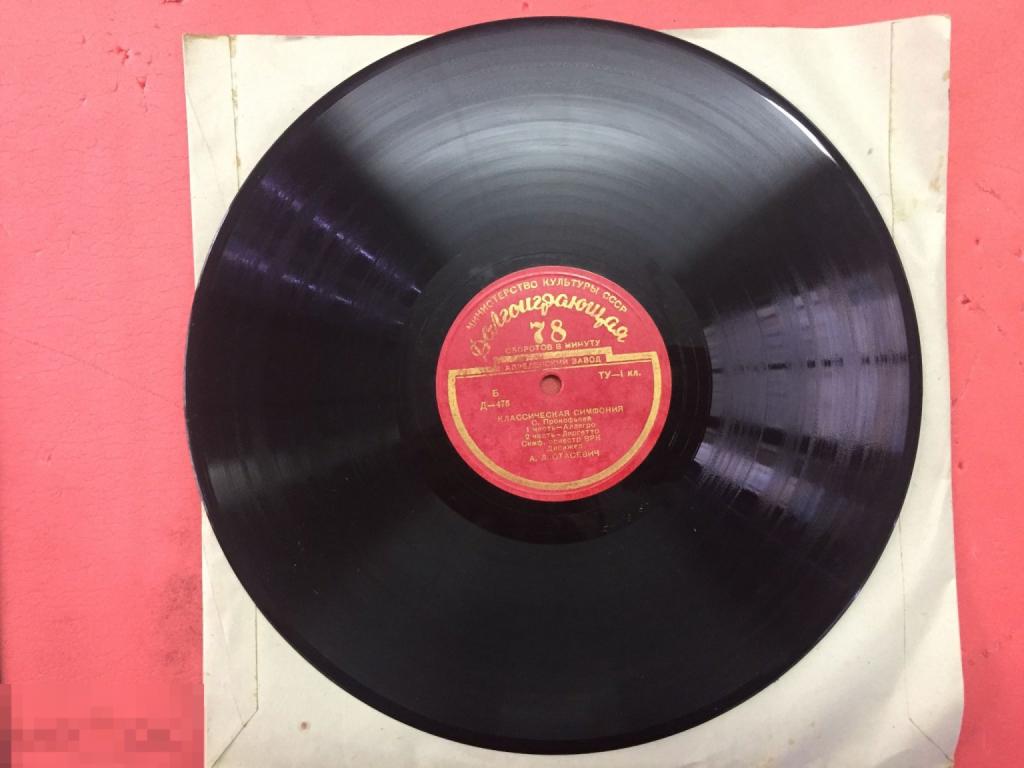 МИНИСТЕРСТВО КУЛЬТУРЫ СССР
Долгоиграющая
78
ОБОРОТОВ В МИНУТУ
АПРЕЛЕВСКИЙ ЗАВОД
Б
ТУ—1 кл.
Д—478
КЛАССИЧЕСКАЯ СИМФОНИЯ
С. Прокофьев
1 часть—Аллегро
2 часть—Ларгетто
Симф. оркестр ВРК
Дирижер
А. Л. СТАСЕВИЧ